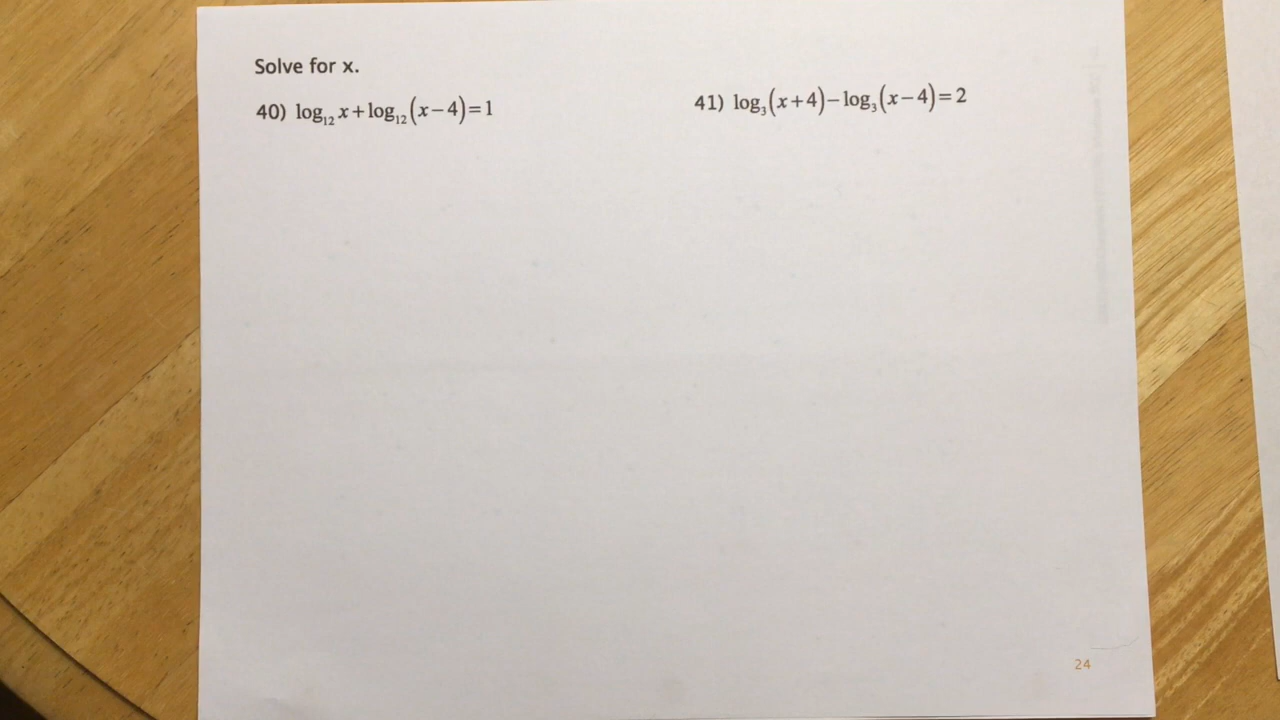 Solve for x.
40) log₁₂ x + log₁₂ (x − 4) = 1
41) log₃ (x + 4) − log₃ (x − 4) = 2
24